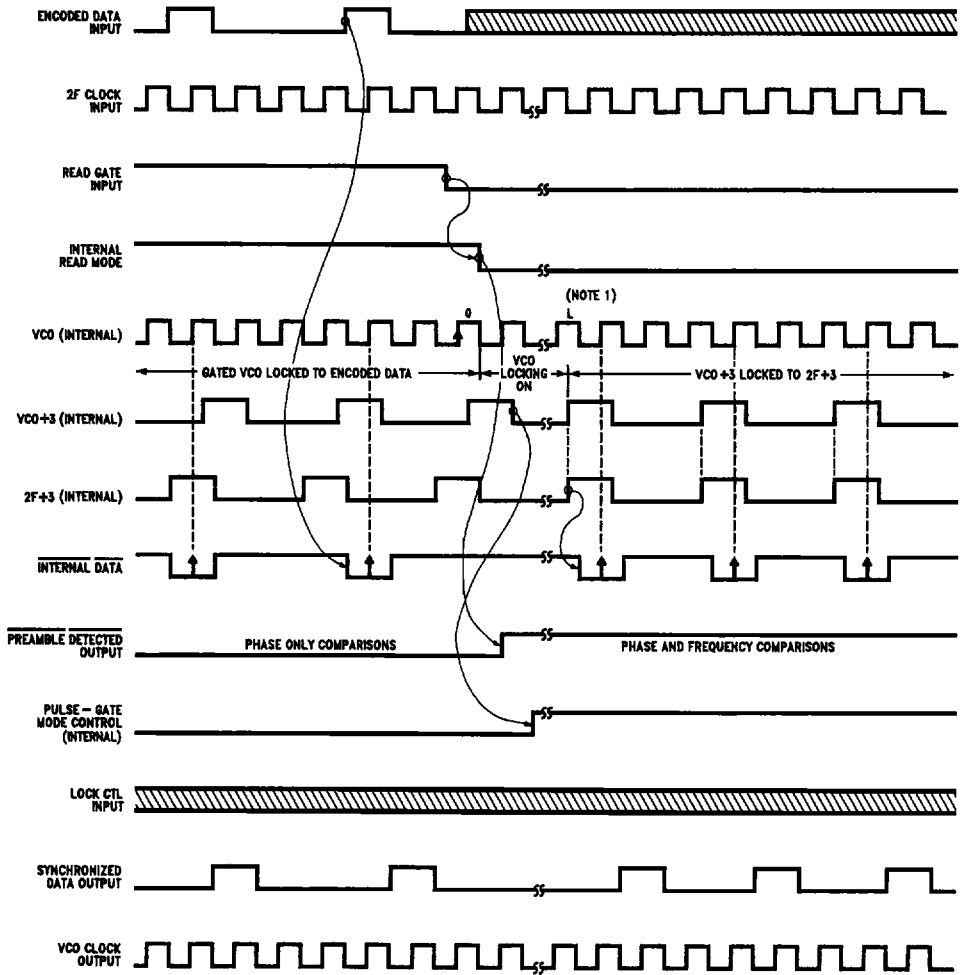 ENCODED DATA
INPUT
2F CLOCK
INPUT
READ GATE
INPUT
INTERNAL
READ MODE
(NOTE 1)
0
L
VCO (INTERNAL)
GATED VCO LOCKED TO ENCODED DATA
VCO
LOCKING
ON
VCO÷3 LOCKED TO 2F÷3
VCO÷3 (INTERNAL)
2F÷3 (INTERNAL)
INTERNAL DATA
PREAMBLE DETECTED
OUTPUT
PHASE ONLY COMPARISONS
PHASE AND FREQUENCY COMPARISONS
PULSE-GATE
MODE CONTROL
(INTERNAL)
LOCK CTL
INPUT
SYNCHRONIZED
DATA OUTPUT
VCO CLOCK
OUTPUT